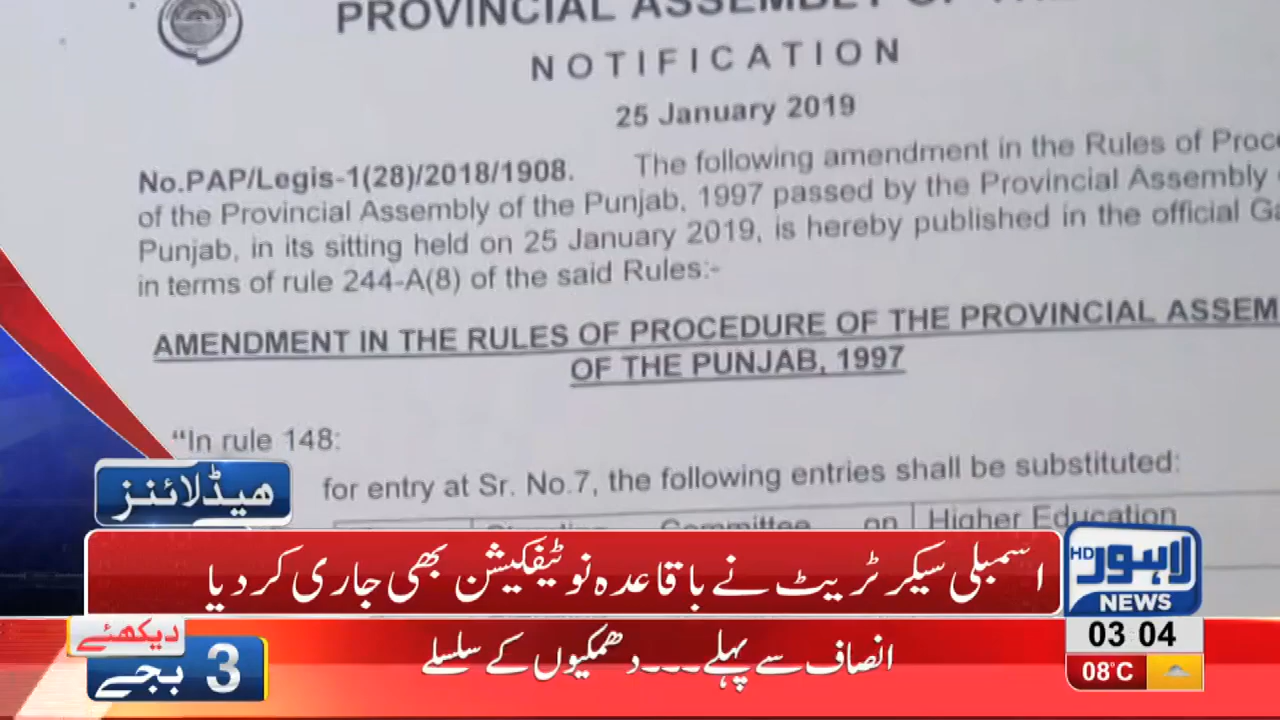 PROVINCIAL ASSEMBLY OF THE
NOTIFICATION
25 January 2019
No.PAP/Legis-1(28)/2018/1908. The following amendment in the Rules of Proce
of the Provincial Assembly of the Punjab, 1997 passed by the Provincial Assembly
Punjab, in its sitting held on 25 January 2019, is hereby published in the official Ga
in terms of rule 244-A(8) of the said Rules:-
AMENDMENT IN THE RULES OF PROCEDURE OF THE PROVINCIAL ASSEM
OF THE PUNJAB, 1997
“In rule 148:
for entry at Sr. No.7, the following entries shall be substituted:
Standing Committee on Higher Education
ہیڈلائنز
اسمبلی سیکرٹریٹ نے باقاعدہ نوٹیفکیشن بھی جاری کردیا
لاہور HD
NEWS
03 04
08°C
دیکھئے
3 بجے
انصاف سے پہلے۔۔۔دھمکیوں کے سلسلے